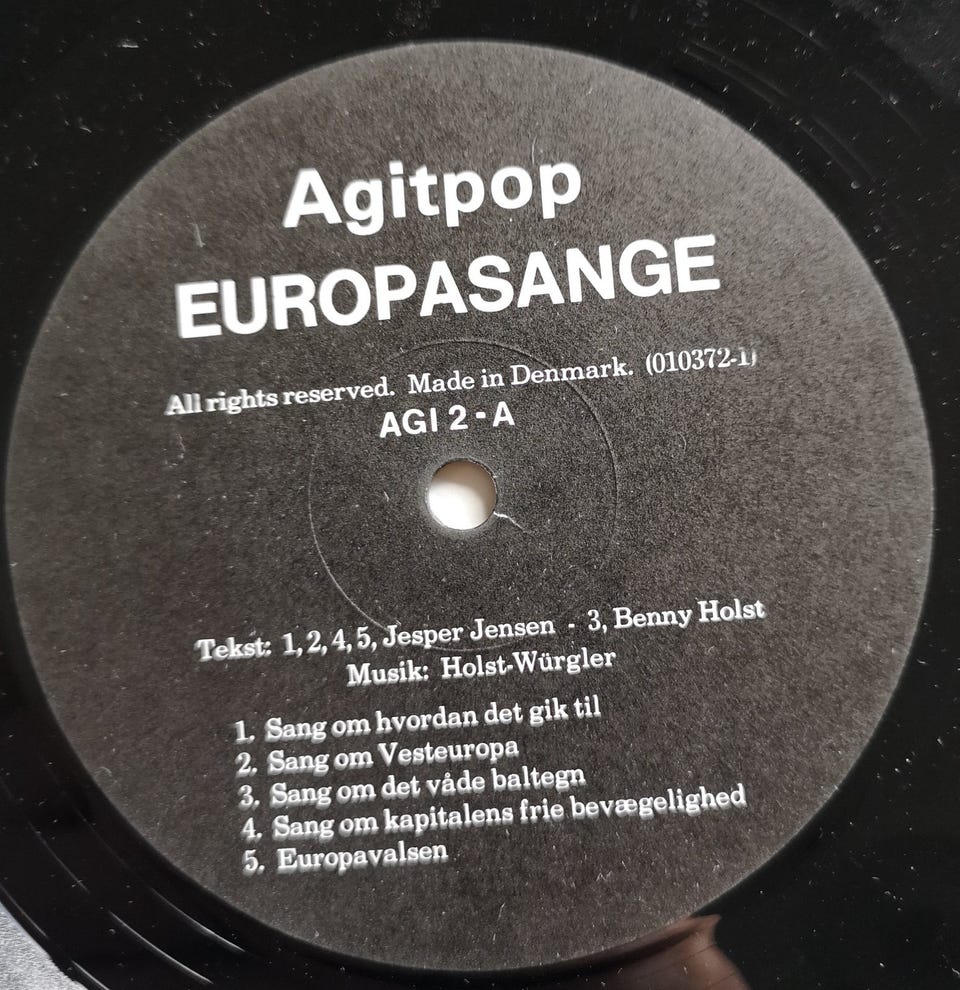 Agitpop
EUROPASANGE
All rights reserved. Made in Denmark. (010372-1)
AGI 2 - A
Tekst: 1, 2, 4, 5, Jesper Jensen - 3, Benny Holst
Musik: Holst-Würgler
1. Sang om hvordan det gik til
2. Sang om Vesteuropa
3. Sang om det våde baltegn
4. Sang om kapitalens frie bevægelighed
5. Europavalsen